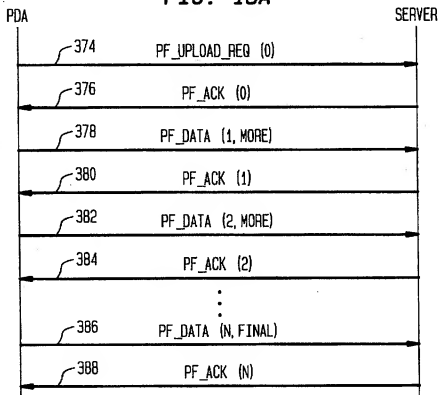 FIG. 13A
PDA
SERVER
374
PF_UPLOAD_REQ (0)
376
PF_ACK (0)
378
PF_DATA (1, MORE)
380
PF_ACK (1)
382
PF_DATA (2, MORE)
384
PF_ACK (2)
386
PF_DATA (N, FINAL)
388
PF_ACK (N)